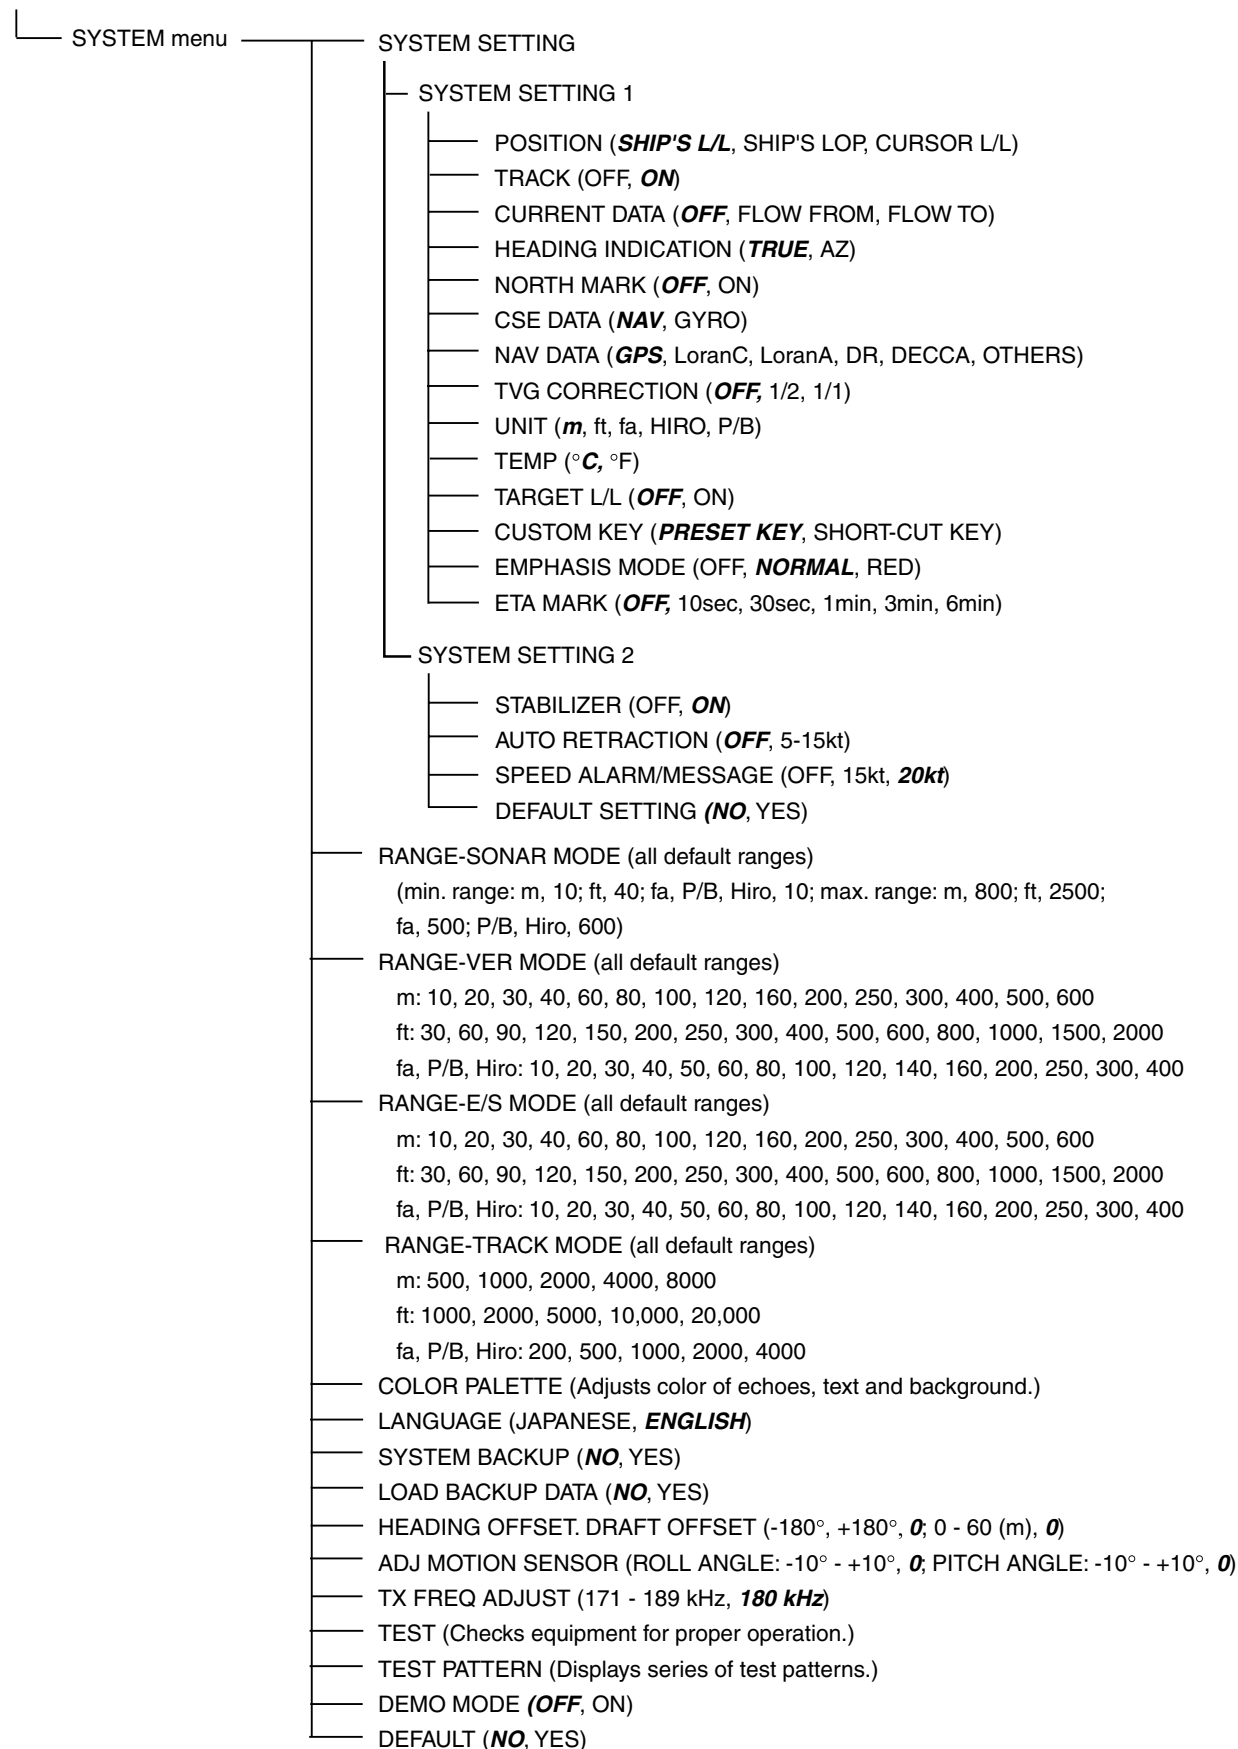 SYSTEM menu
SYSTEM SETTING
SYSTEM SETTING 1
POSITION (SHIP'S L/L, SHIP'S LOP, CURSOR L/L)
TRACK (OFF, ON)
CURRENT DATA (OFF, FLOW FROM, FLOW TO)
HEADING INDICATION (TRUE, AZ)
NORTH MARK (OFF, ON)
CSE DATA (NAV, GYRO)
NAV DATA (GPS, LoranC, LoranA, DR, DECCA, OTHERS)
TVG CORRECTION (OFF, 1/2, 1/1)
UNIT (m, ft, fa, HIRO, P/B)
TEMP (°C, °F)
TARGET L/L (OFF, ON)
CUSTOM KEY (PRESET KEY, SHORT-CUT KEY)
EMPHASIS MODE (OFF, NORMAL, RED)
ETA MARK (OFF, 10sec, 30sec, 1min, 3min, 6min)
SYSTEM SETTING 2
STABILIZER (OFF, ON)
AUTO RETRACTION (OFF, 5-15kt)
SPEED ALARM/MESSAGE (OFF, 15kt, 20kt)
DEFAULT SETTING (NO, YES)
RANGE-SONAR MODE (all default ranges)
(min. range: m, 10; ft, 40; fa, P/B, Hiro, 10; max. range: m, 800; ft, 2500;
fa, 500; P/B, Hiro, 600)
RANGE-VER MODE (all default ranges)
m: 10, 20, 30, 40, 60, 80, 100, 120, 160, 200, 250, 300, 400, 500, 600
ft: 30, 60, 90, 120, 150, 200, 250, 300, 400, 500, 600, 800, 1000, 1500, 2000
fa, P/B, Hiro: 10, 20, 30, 40, 50, 60, 80, 100, 120, 140, 160, 200, 250, 300, 400
RANGE-E/S MODE (all default ranges)
m: 10, 20, 30, 40, 60, 80, 100, 120, 160, 200, 250, 300, 400, 500, 600
ft: 30, 60, 90, 120, 150, 200, 250, 300, 400, 500, 600, 800, 1000, 1500, 2000
fa, P/B, Hiro: 10, 20, 30, 40, 50, 60, 80, 100, 120, 140, 160, 200, 250, 300, 400
RANGE-TRACK MODE (all default ranges)
m: 500, 1000, 2000, 4000, 8000
ft: 1000, 2000, 5000, 10,000, 20,000
fa, P/B, Hiro: 200, 500, 1000, 2000, 4000
COLOR PALETTE (Adjusts color of echoes, text and background.)
LANGUAGE (JAPANESE, ENGLISH)
SYSTEM BACKUP (NO, YES)
LOAD BACKUP DATA (NO, YES)
HEADING OFFSET. DRAFT OFFSET (-180°, +180°, 0; 0 - 60 (m), 0)
ADJ MOTION SENSOR (ROLL ANGLE: -10° - +10°, 0; PITCH ANGLE: -10° - +10°, 0)
TX FREQ ADJUST (171 - 189 kHz, 180 kHz)
TEST (Checks equipment for proper operation.)
TEST PATTERN (Displays series of test patterns.)
DEMO MODE (OFF, ON)
DEFAULT (NO, YES)